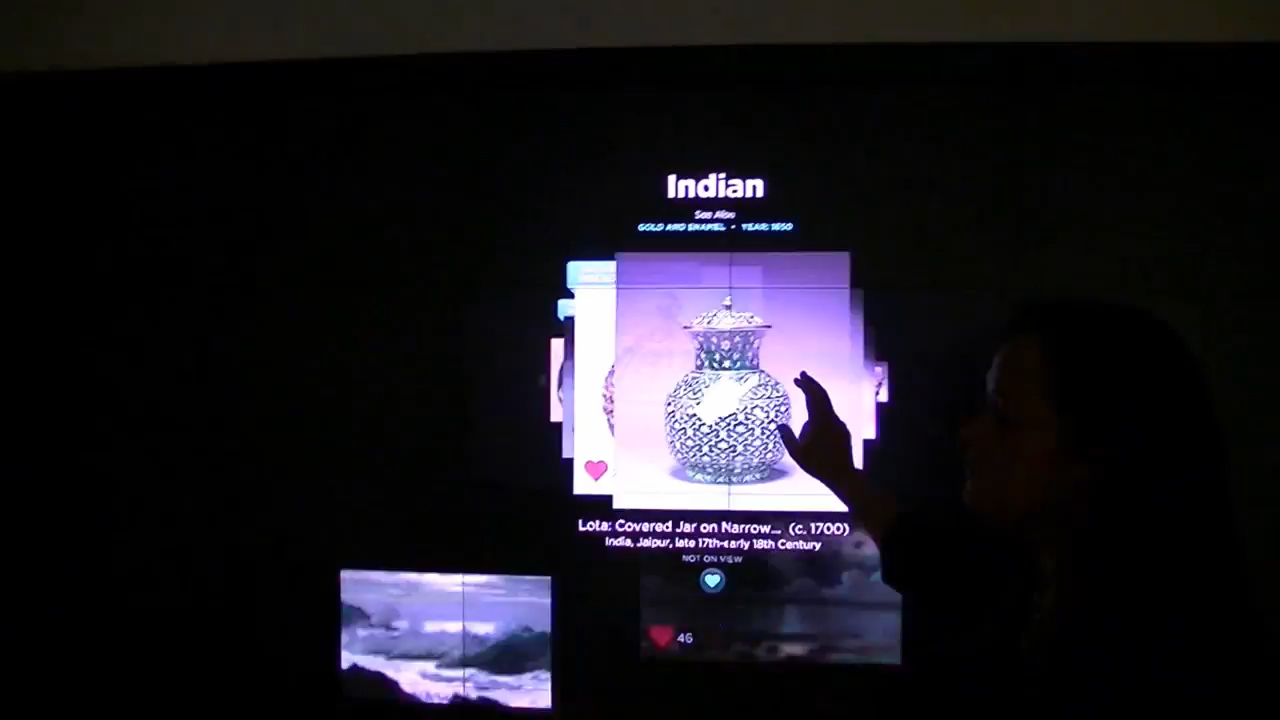 Indian
See Also
GOLD AND ENAMEL - YEAR: 1650
Lota: Covered Jar on Narrow... (c. 1700)
India, Jaipur, late 17th-early 18th Century
NOT ON VIEW
46